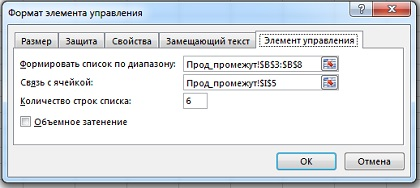 Формат элемента управления
Размер Защита Свойства Замещающий текст Элемент управления
Формировать список по диапазону: Прод_промежут!$B$3:$B$8
Связь с ячейкой: Прод_промежут!$I$5
Количество строк списка: 6
Объемное затенение
ОК Отмена